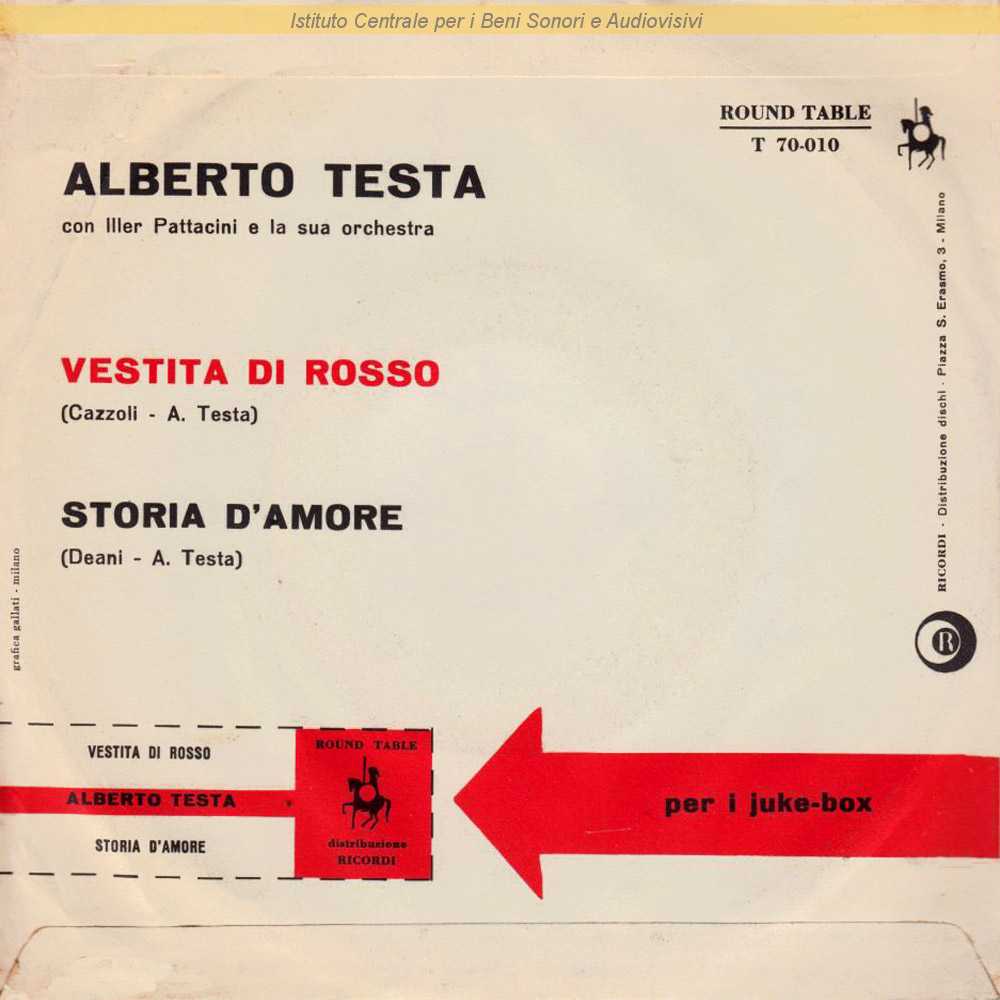 Istituto Centrale per i Beni Sonori e Audiovisivi
ROUND TABLE
T 70-010
ALBERTO TESTA
con Iller Pattacini e la sua orchestra
VESTITA DI ROSSO
(Cazzoli - A. Testa)
STORIA D'AMORE
(Deani - A. Testa)
RICORDI · Distribuzione dischi · Piazza S. Erasmo, 3 - Milano
R
grafica gallati - milano
VESTITA DI ROSSO
ALBERTO TESTA
STORIA D'AMORE
ROUND TABLE
distribuzione
RICORDI
per i juke-box